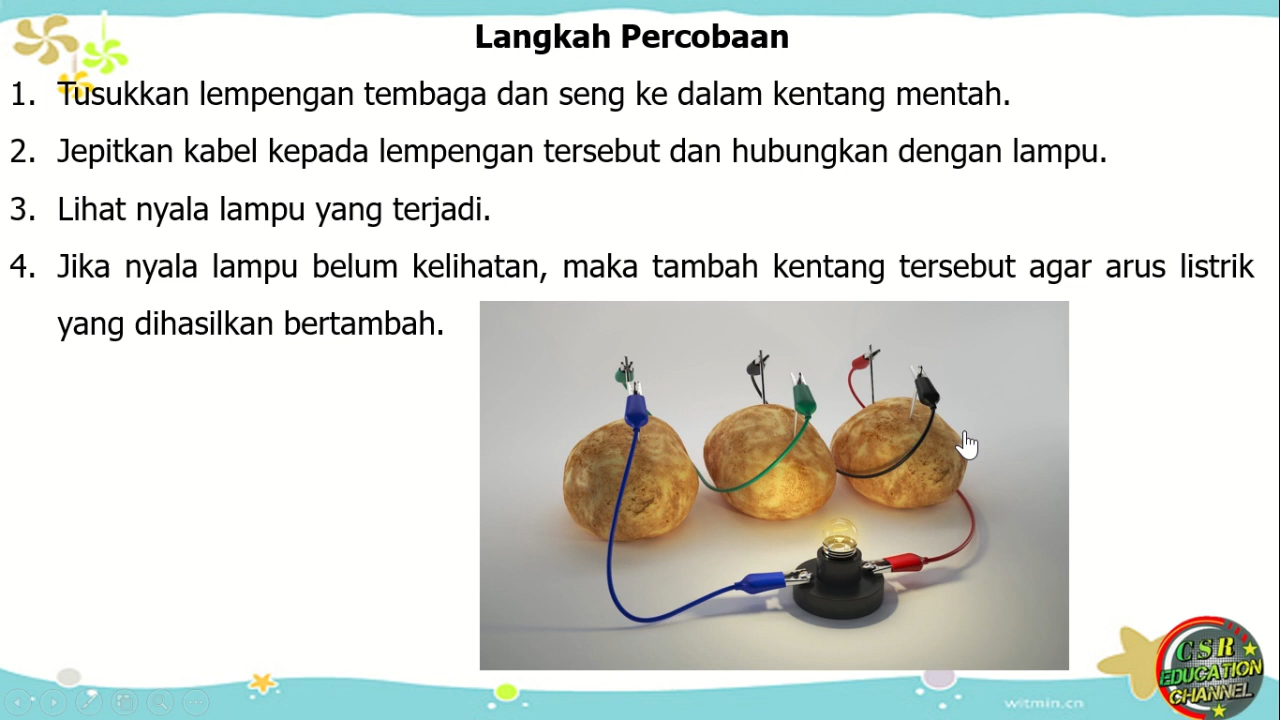 Langkah Percobaan
1. Tusukkan lempengan tembaga dan seng ke dalam kentang mentah.
2. Jepitkan kabel kepada lempengan tersebut dan hubungkan dengan lampu.
3. Lihat nyala lampu yang terjadi.
4. Jika nyala lampu belum kelihatan, maka tambah kentang tersebut agar arus listrik
yang dihasilkan bertambah.
CSR
EDUCATION
CHANNEL
witmin.cn